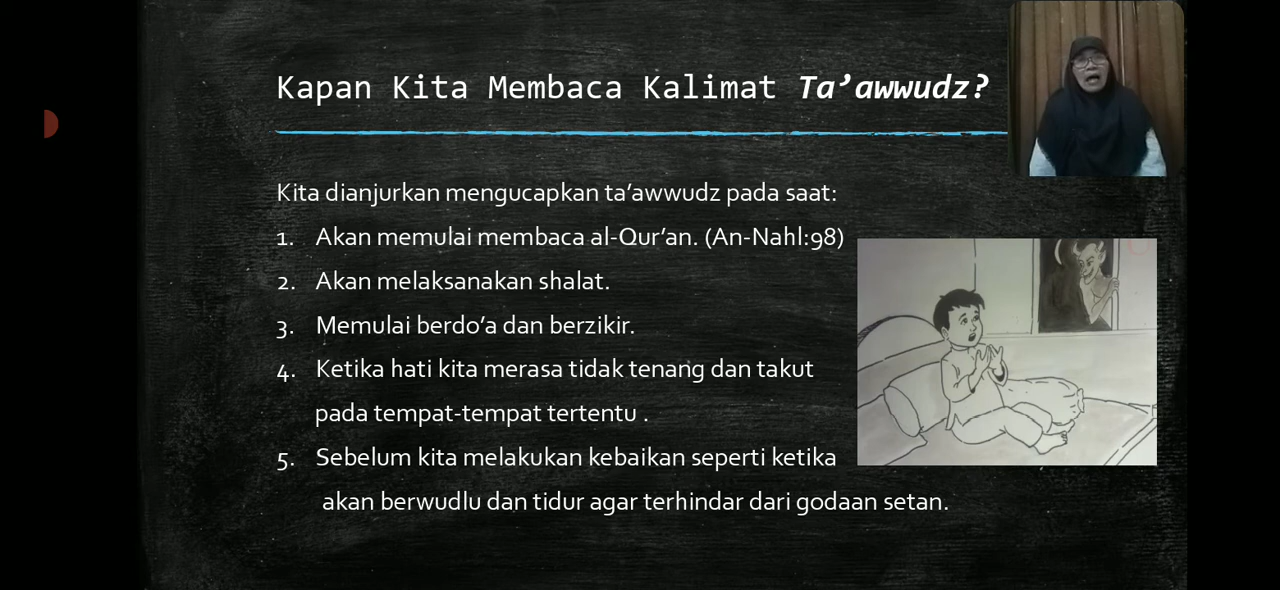 Kapan Kita Membaca Kalimat Ta’awwudz?
Kita dianjurkan mengucapkan ta’awwudz pada saat:
1. Akan memulai membaca al-Qur’an. (An-Nahl:98)
2. Akan melaksanakan shalat.
3. Memulai berdo’a dan berzikir.
4. Ketika hati kita merasa tidak tenang dan takut
pada tempat-tempat tertentu .
5. Sebelum kita melakukan kebaikan seperti ketika
akan berwudlu dan tidur agar terhindar dari godaan setan.